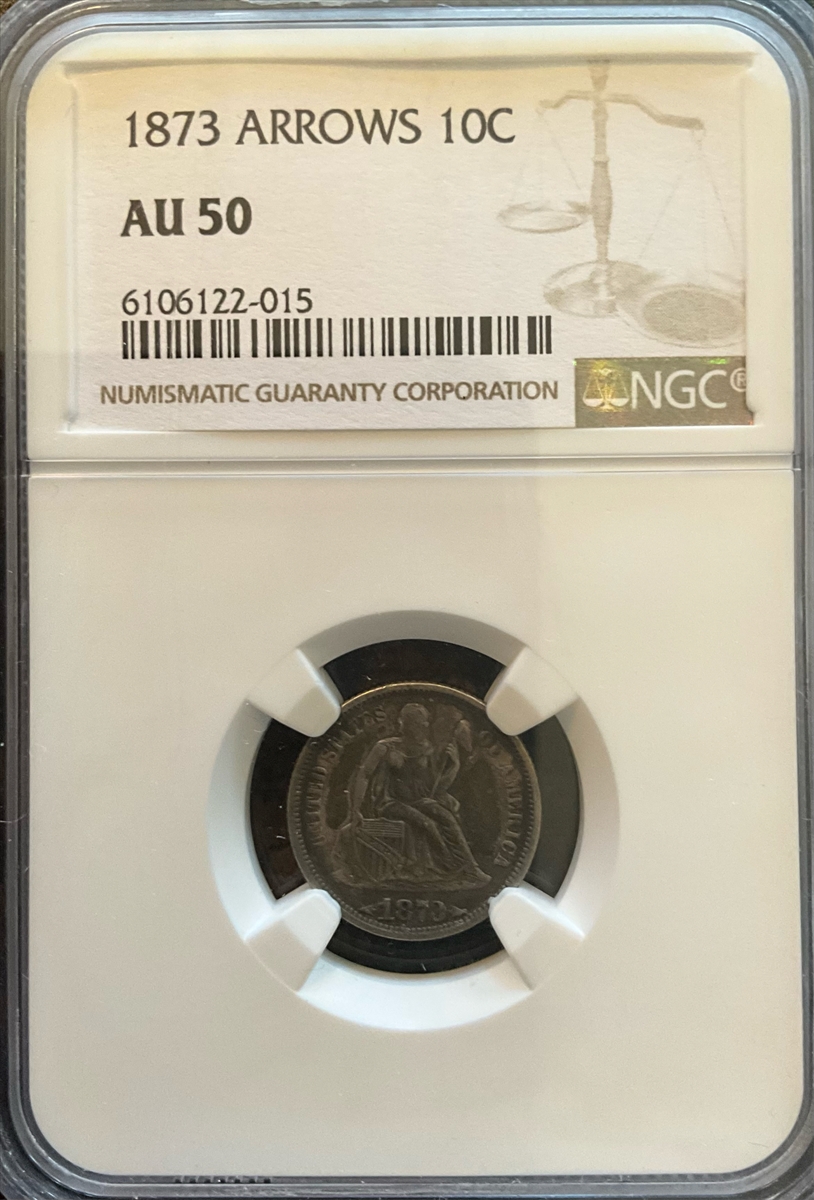 1873 ARROWS 10C
AU 50
6106122-015
NUMISMATIC GUARANTY CORPORATION
NGC®
UNITED STATES OF AMERICA
1873